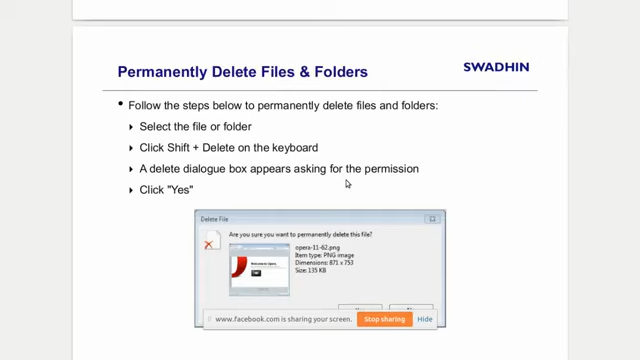 Permanently Delete Files & Folders
SWADHIN
• Follow the steps below to permanently delete files and folders:
Select the file or folder
Click Shift + Delete on the keyboard
A delete dialogue box appears asking for the permission
Click "Yes"
Delete File
Are you sure you want to permanently delete this file?
opera-11-62.png
Item type: PNG image
Dimensions: 871 x 753
Size: 135 KB
www.facebook.com is sharing your screen.
Stop sharing
Hide